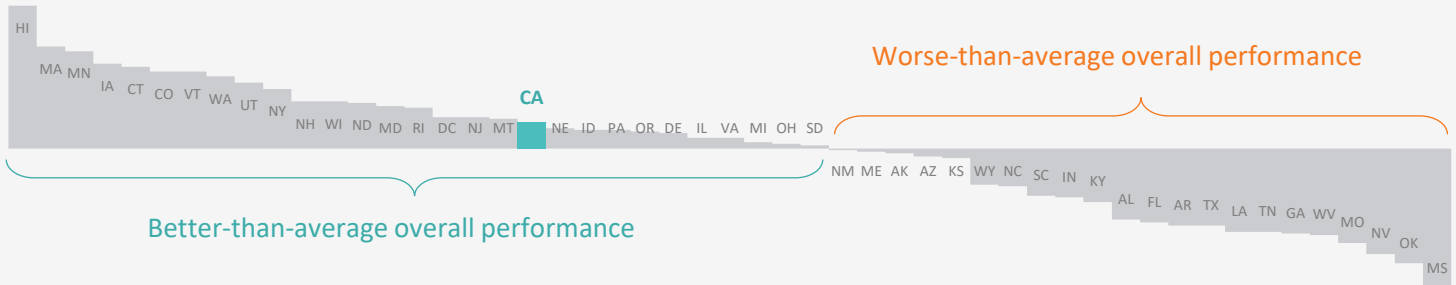 HI MA MN IA CT CO VT WA UT NY NH WI ND MD RI DC NJ MT CA NE ID PA OR DE IL VA MI OH SD
Worse-than-average overall performance
NM ME AK AZ KS WY NC SC IN KY AL FL AR TX LA TN GA WV MO NV OK MS
Better-than-average overall performance